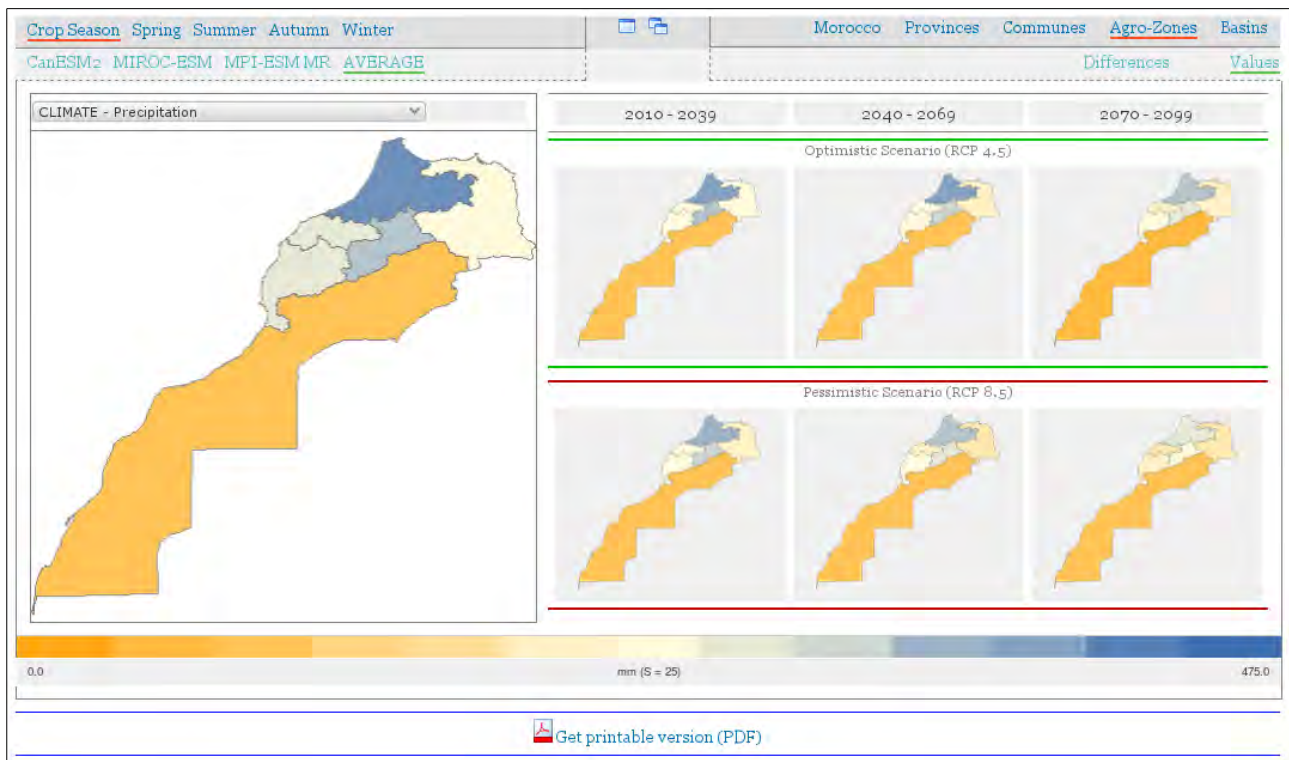 Crop Season Spring Summer Autumn Winter Morocco Provinces Communes Agro-Zones Basins
CanESM2 MIROC-ESM MPI-ESM MR AVERAGE Differences Values
CLIMATE - Precipitation
2010 - 2039 2040 - 2069 2070 - 2099
Optimistic Scenario (RCP 4.5)
Pessimistic Scenario (RCP 8.5)
0.0 mm (S = 25) 475.0
Get printable version (PDF)